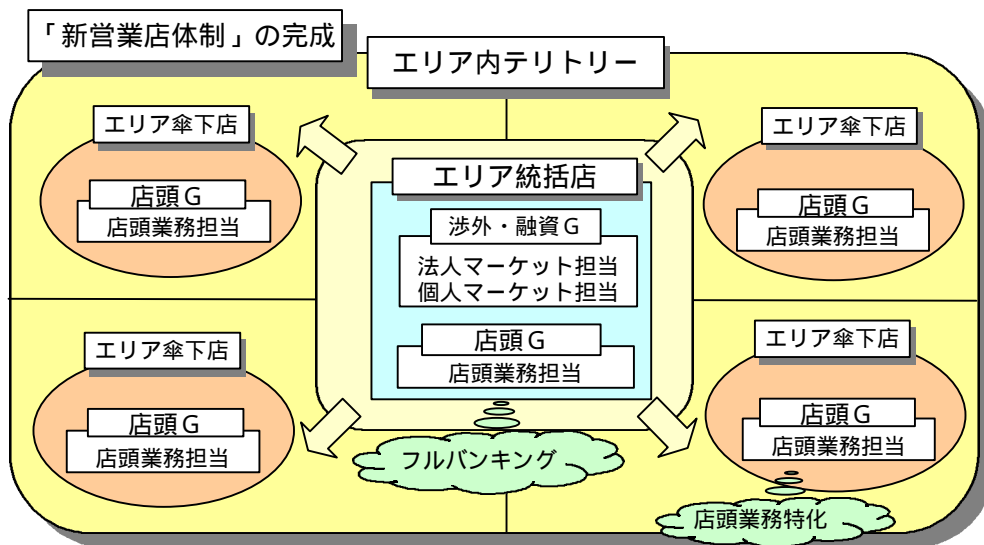 「新営業店体制」の完成
エリア内テリトリー
エリア傘下店
店頭Ｇ
店頭業務担当
エリア統括店
渉外・融資Ｇ
法人マーケット担当
個人マーケット担当
店頭Ｇ
店頭業務担当
エリア傘下店
店頭Ｇ
店頭業務担当
エリア傘下店
店頭Ｇ
店頭業務担当
フルバンキング
エリア傘下店
店頭Ｇ
店頭業務担当
店頭業務特化